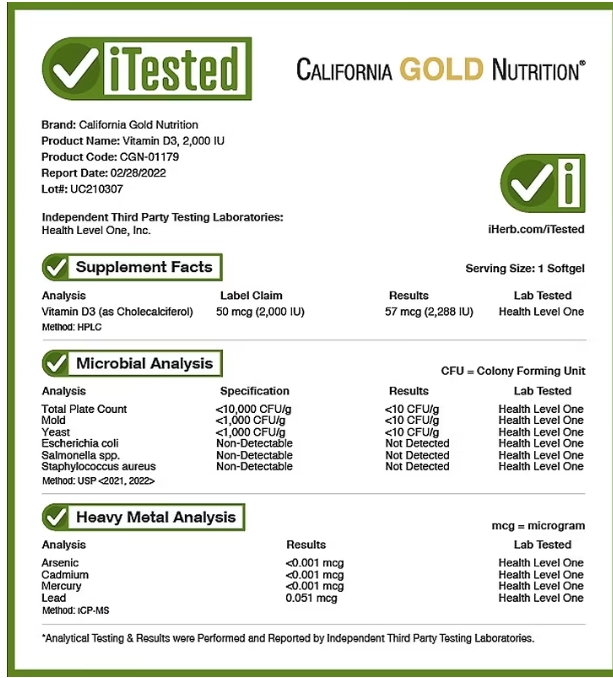 iTested
CALIFORNIA GOLD NUTRITION®
Brand: California Gold Nutrition
Product Name: Vitamin D3, 2,000 IU
Product Code: CGN-01179
Report Date: 02/28/2022
Lot#: UC210307
i
Independent Third Party Testing Laboratories:
Health Level One, Inc.
iHerb.com/iTested
Supplement Facts Serving Size: 1 Softgel
Analysis Label Claim Results Lab Tested
Vitamin D3 (as Cholecalciferol) 50 mcg (2,000 IU) 57 mcg (2,288 IU) Health Level One
Method: HPLC
Microbial Analysis CFU = Colony Forming Unit
Analysis Specification Results Lab Tested
Total Plate Count <10,000 CFU/g <10 CFU/g Health Level One
Mold <1,000 CFU/g <10 CFU/g Health Level One
Yeast <1,000 CFU/g <10 CFU/g Health Level One
Escherichia coli Non-Detectable Not Detected Health Level One
Salmonella spp. Non-Detectable Not Detected Health Level One
Staphylococcus aureus Non-Detectable Not Detected Health Level One
Method: USP <2021, 2022>
Heavy Metal Analysis mcg = microgram
Analysis Results Lab Tested
Arsenic <0.001 mcg Health Level One
Cadmium <0.001 mcg Health Level One
Mercury <0.001 mcg Health Level One
Lead 0.051 mcg Health Level One
Method: ICP-MS
*Analytical Testing & Results were Performed and Reported by Independent Third Party Testing Laboratories.